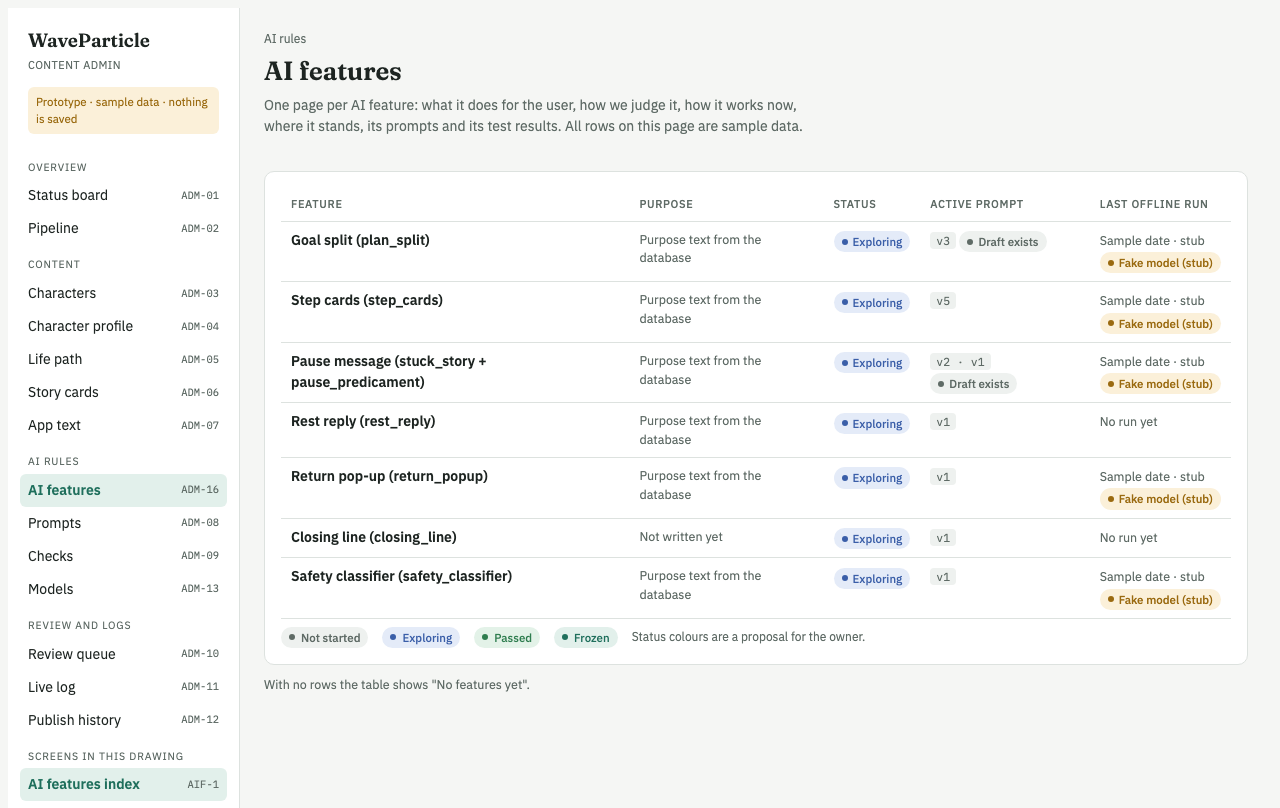 WaveParticle
CONTENT ADMIN
Prototype · sample data · nothing
is saved
OVERVIEW
Status board ADM-01
Pipeline ADM-02
CONTENT
Characters ADM-03
Character profile ADM-04
Life path ADM-05
Story cards ADM-06
App text ADM-07
AI RULES
AI features ADM-16
Prompts ADM-08
Checks ADM-09
Models ADM-13
REVIEW AND LOGS
Review queue ADM-10
Live log ADM-11
Publish history ADM-12
SCREENS IN THIS DRAWING
AI features index AIF-1
AI rules
AI features
One page per AI feature: what it does for the user, how we judge it, how it works now,
where it stands, its prompts and its test results. All rows on this page are sample data.
FEATURE PURPOSE STATUS ACTIVE PROMPT LAST OFFLINE RUN
Goal split (plan_split) Purpose text from the Exploring v3 Draft exists Sample date · stub
database Fake model (stub)
Step cards (step_cards) Purpose text from the Exploring v5 Sample date · stub
database Fake model (stub)
Pause message (stuck_story + Purpose text from the Exploring v2 · v1 Sample date · stub
pause_predicament) database Draft exists Fake model (stub)
Rest reply (rest_reply) Purpose text from the Exploring v1 No run yet
database
Return pop-up (return_popup) Purpose text from the Exploring v1 Sample date · stub
database Fake model (stub)
Closing line (closing_line) Not written yet Exploring v1 No run yet
Safety classifier (safety_classifier) Purpose text from the Exploring v1 Sample date · stub
database Fake model (stub)
Not started Exploring Passed Frozen Status colours are a proposal for the owner.
With no rows the table shows "No features yet".